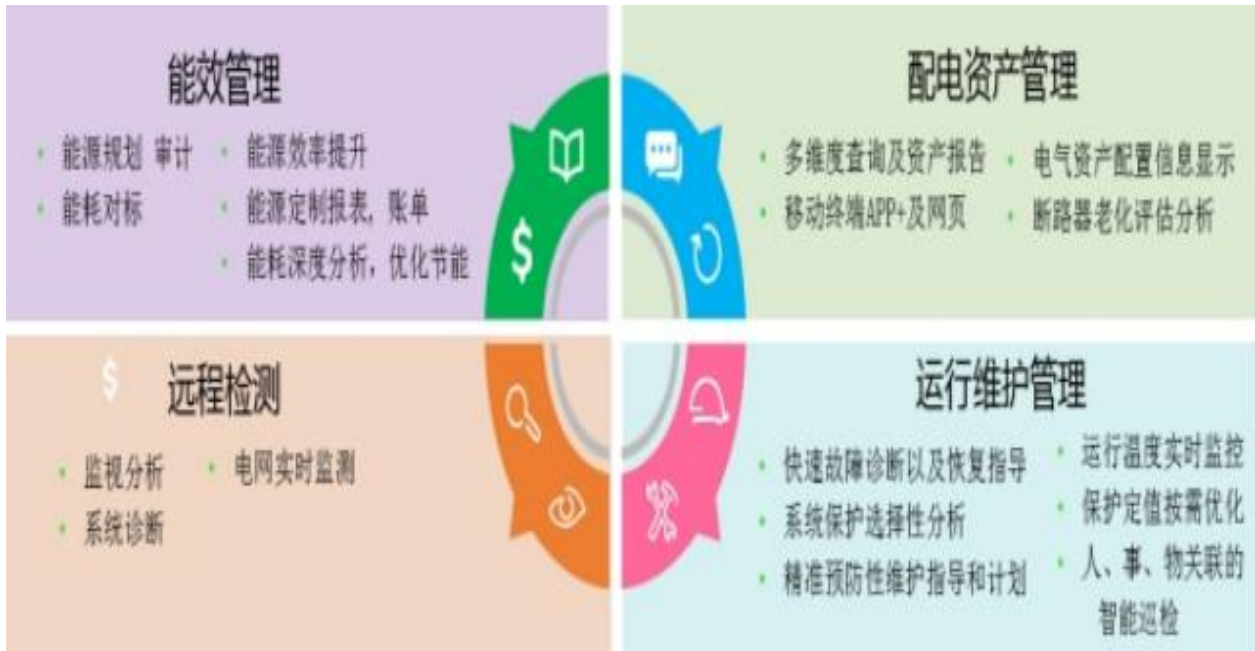 能效管理
能源规划 审计
能耗对标
能源效率提升
能源定制报表, 账单
能耗深度分析，优化节能
配电资产管理
多维度查询及资产报告
移动终端APP+及网页
电气资产配置信息显示
断路器老化评估分析
$
$
远程检测
监视分析
系统诊断
电网实时监测
运行维护管理
快速故障诊断以及恢复指导
系统保护选择性分析
精准预防性维护指导和计划
运行温度实时监控
保护定值按需优化
人、事、物关联的
智能巡检